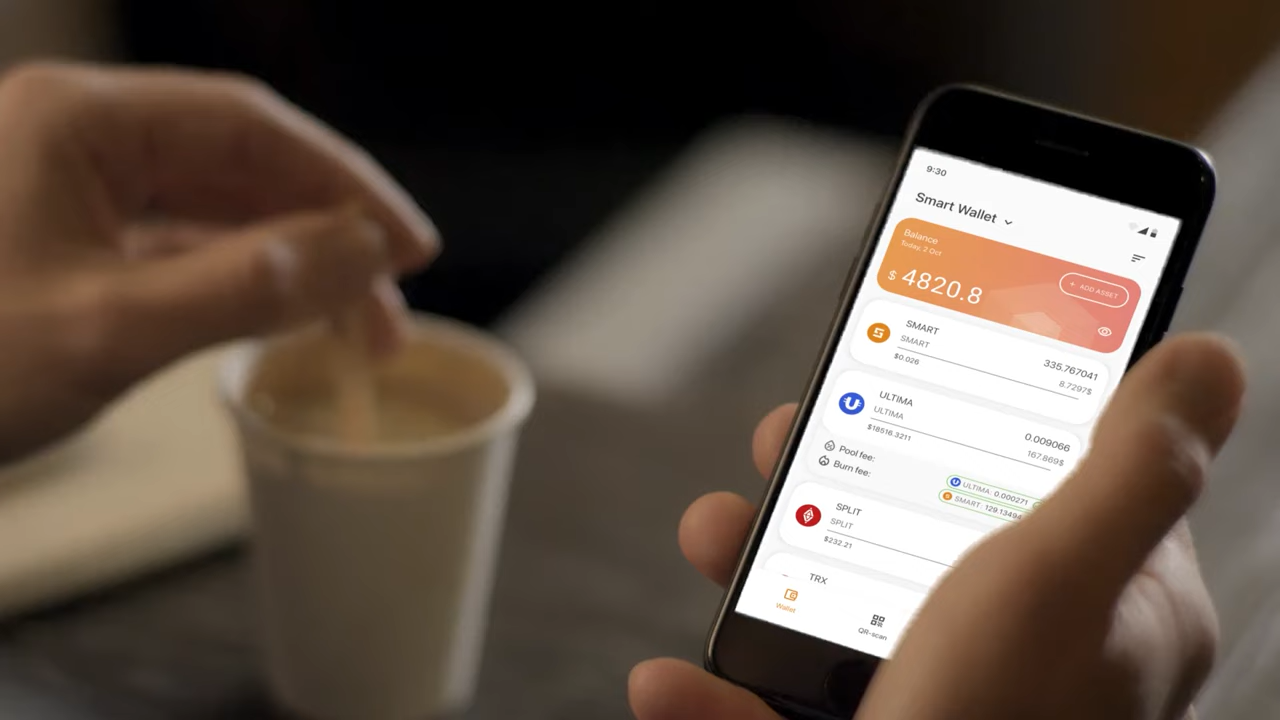 9:30
Smart Wallet
Balance
Today, 2 Oct
$ 4820.8
+ ADD ASSET
SMART
SMART
$0.026
335.767041
8.7297$
ULTIMA
ULTIMA
$18516.3211
0.009066
167.869$
Pool fee:
Burn fee:
ULTIMA: 0.000271
SMART: 129.13494
SPLIT
SPLIT
$232.21
TRX
Wallet
QR-scan